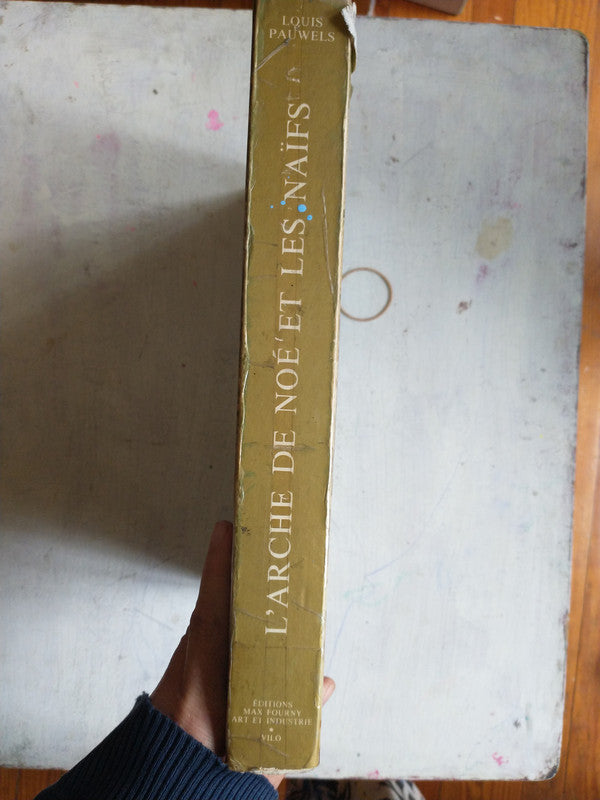 LOUIS
PAUWELS
L'ARCHE DE NOÉ ET LES NAÏFS
ÉDITIONS
MAX FOURNY
ART ET INDUSTRIE
•
VILO